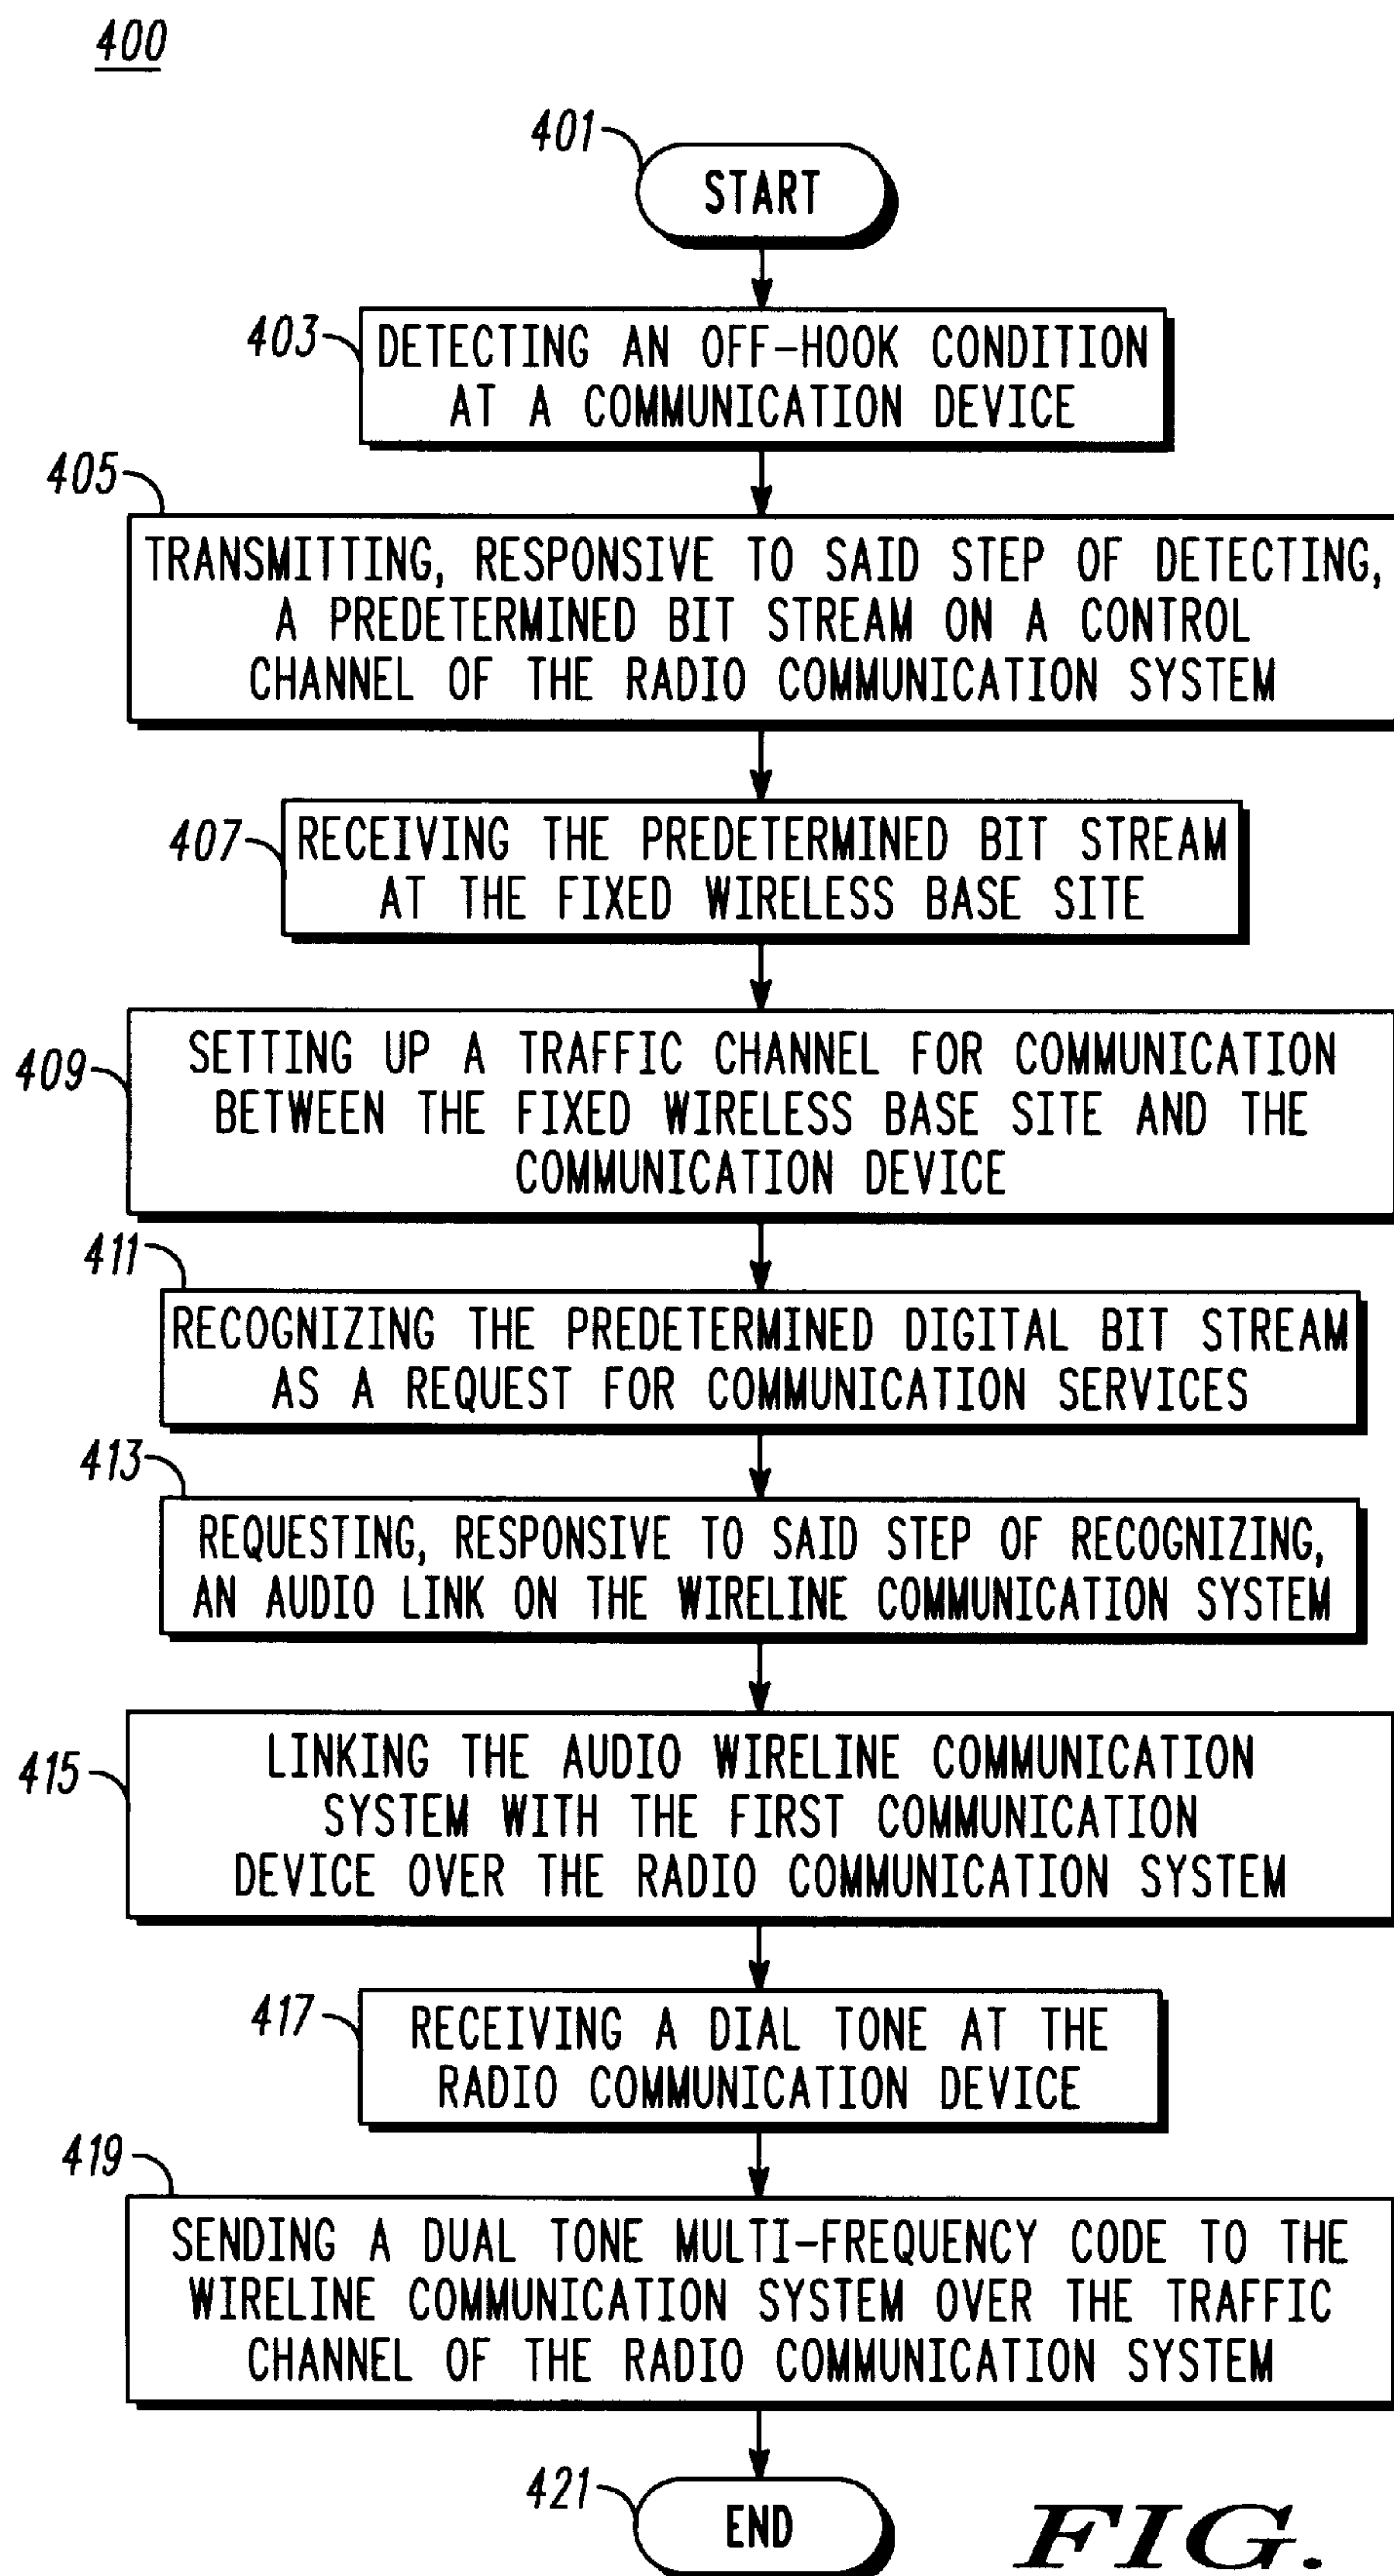 400
401
START
403
DETECTING AN OFF-HOOK CONDITION
AT A COMMUNICATION DEVICE
405
TRANSMITTING, RESPONSIVE TO SAID STEP OF DETECTING,
A PREDETERMINED BIT STREAM ON A CONTROL
CHANNEL OF THE RADIO COMMUNICATION SYSTEM
407
RECEIVING THE PREDETERMINED BIT STREAM
AT THE FIXED WIRELESS BASE SITE
409
SETTING UP A TRAFFIC CHANNEL FOR COMMUNICATION
BETWEEN THE FIXED WIRELESS BASE SITE AND THE
COMMUNICATION DEVICE
411
RECOGNIZING THE PREDETERMINED DIGITAL BIT STREAM
AS A REQUEST FOR COMMUNICATION SERVICES
413
REQUESTING, RESPONSIVE TO SAID STEP OF RECOGNIZING,
AN AUDIO LINK ON THE WIRELINE COMMUNICATION SYSTEM
415
LINKING THE AUDIO WIRELINE COMMUNICATION
SYSTEM WITH THE FIRST COMMUNICATION
DEVICE OVER THE RADIO COMMUNICATION SYSTEM
417
RECEIVING A DIAL TONE AT THE
RADIO COMMUNICATION DEVICE
419
SENDING A DUAL TONE MULTI-FREQUENCY CODE TO THE
WIRELINE COMMUNICATION SYSTEM OVER THE TRAFFIC
CHANNEL OF THE RADIO COMMUNICATION SYSTEM
421
END
FIG.